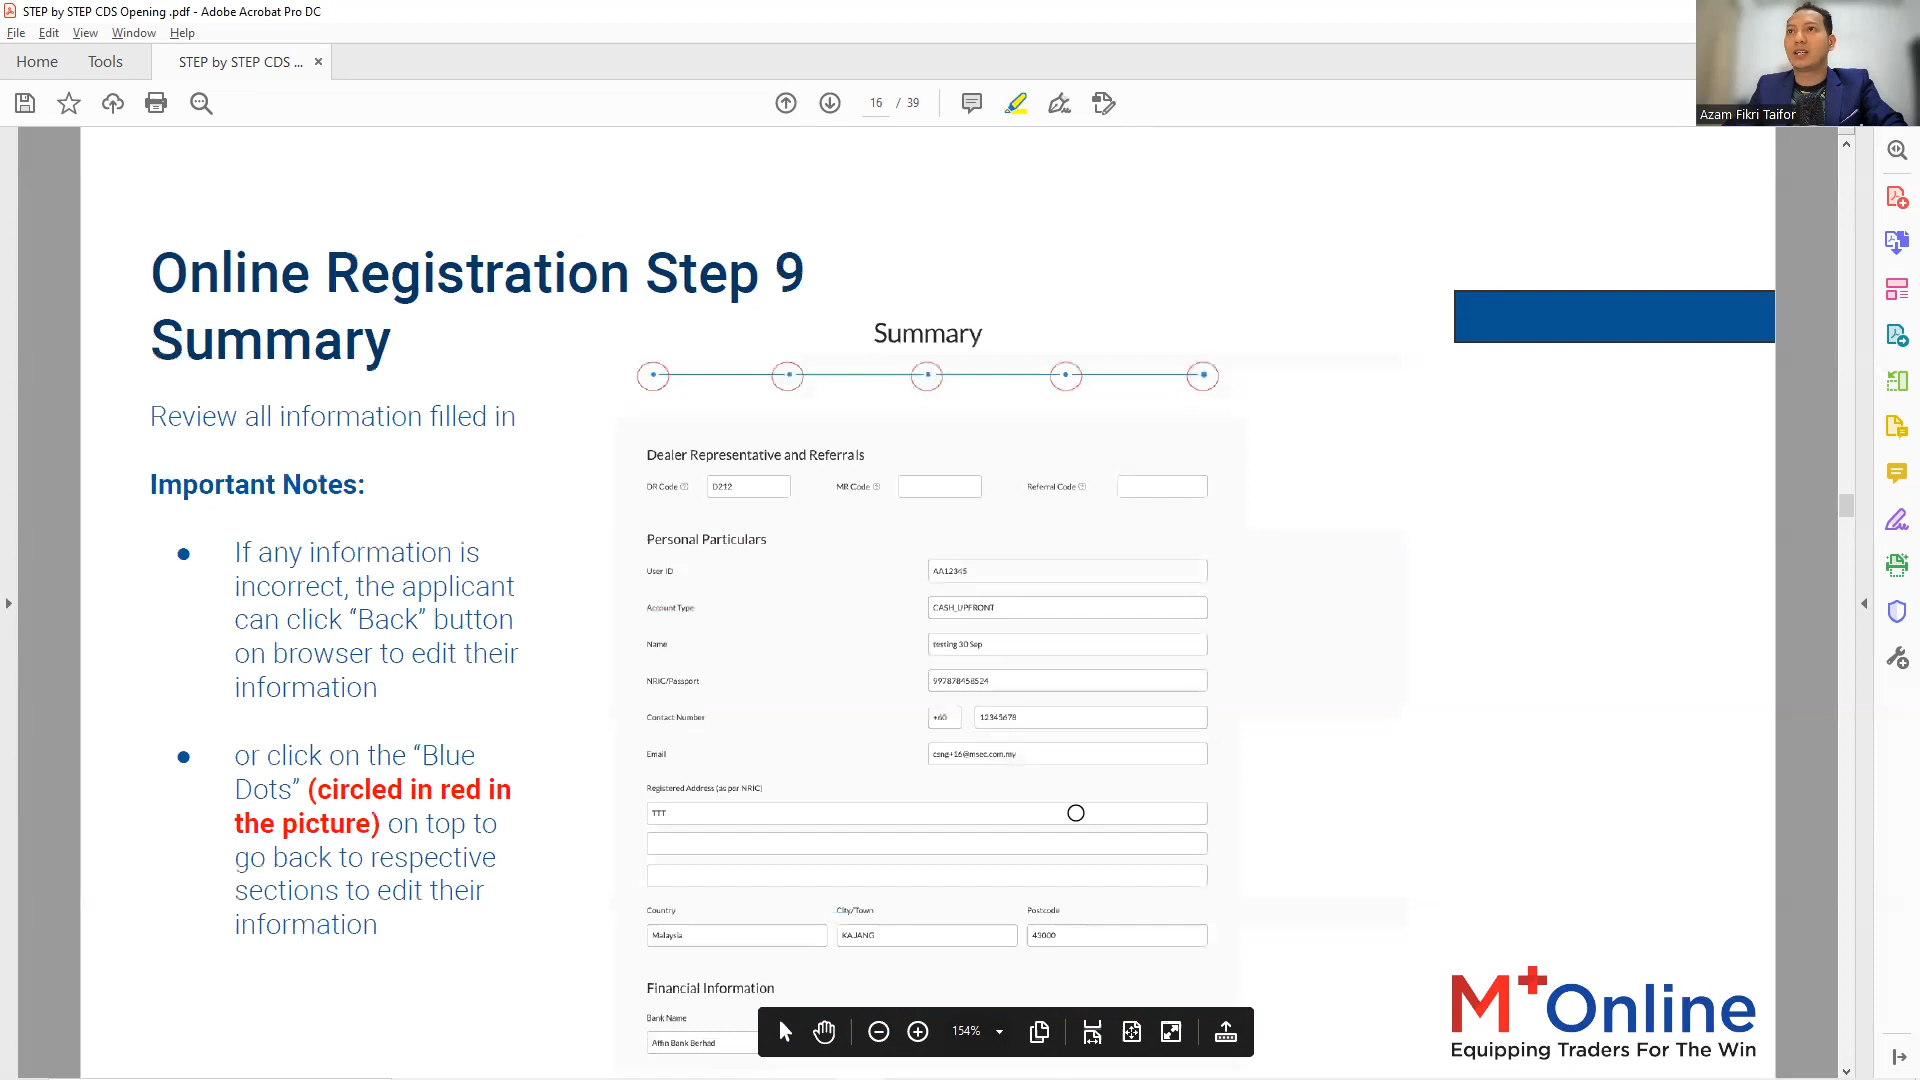 STEP by STEP CDS Opening .pdf - Adobe Acrobat Pro DC
File Edit View Window Help
Home Tools STEP by STEP CDS ... ×
16 / 39
Azam Fikri Taifor
Online Registration Step 9
Summary
Review all information filled in
Important Notes:
● If any information is
incorrect, the applicant
can click “Back” button
on browser to edit their
information
● or click on the “Blue
Dots” (circled in red in
the picture) on top to
go back to respective
sections to edit their
information
Summary
Dealer Representative and Referrals
DR Code D212 MR Code Referral Code
Personal Particulars
User ID AA12345
Account Type CASH_UPFRONT
Name testing 30 Sep
NRIC/Passport 997878458524
Contact Number +60 12345678
Email csng+16@msec.com.my
Registered Address (as per NRIC)
TTT
Country City/Town Postcode
Malaysia KAJANG 43000
Financial Information
Bank Name
Affin Bank Berhad
154%
M+Online
Equipping Traders For The Win